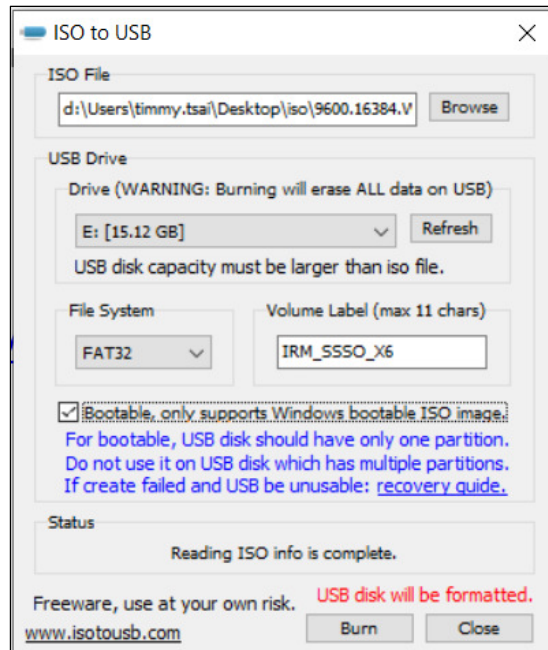 ISO to USB
ISO File
d:\Users\timmy.tsai\Desktop\iso\9600.16384.W
Browse
USB Drive
Drive (WARNING: Burning will erase ALL data on USB)
E: [15.12 GB]
Refresh
USB disk capacity must be larger than iso file.
File System
Volume Label (max 11 chars)
FAT32
IRM_SSSO_X6
Bootable, only supports Windows bootable ISO image.
For bootable, USB disk should have only one partition.
Do not use it on USB disk which has multiple partitions.
If create failed and USB be unusable: recovery guide.
Status
Reading ISO info is complete.
Freeware, use at your own risk.
USB disk will be formatted.
www.isotousb.com
Burn
Close